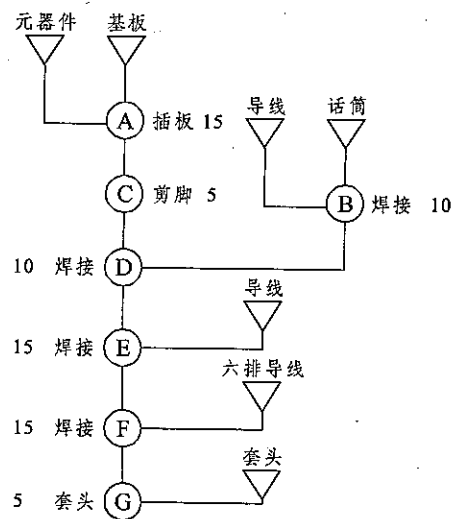 元器件 基板
导线 话筒
A 插板 15
C 剪脚 5
B 焊接 10
10 焊接 D
导线
15 焊接 E
六排导线
15 焊接 F
套头
5 套头 G